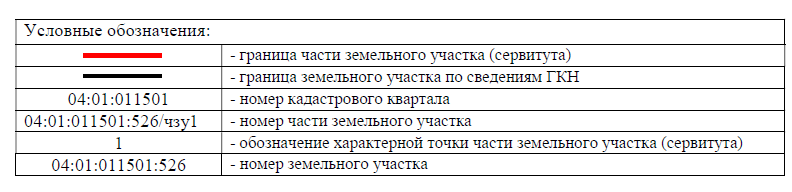 Условные обозначения:
- граница части земельного участка (сервитута)
- граница земельного участка по сведениям ГКН
04:01:011501 - номер кадастрового квартала
04:01:011501:526/чзу1 - номер части земельного участка
1 - обозначение характерной точки части земельного участка (сервитута)
04:01:011501:526 - номер земельного участка